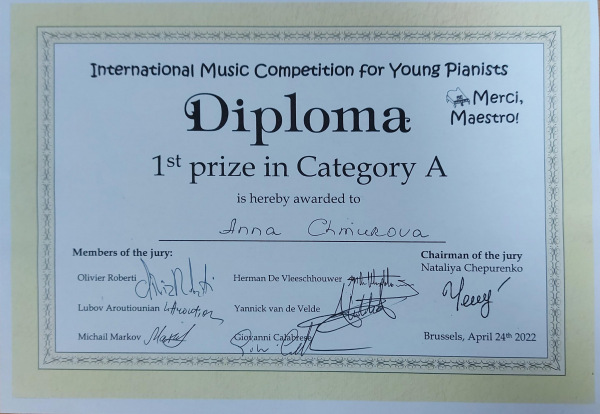 International Music Competition for Young Pianists
Diploma
Merci,
Maestro!
1st prize in Category A
is hereby awarded to
Anna Chmurova
Members of the jury:
Chairman of the jury
Nataliya Chepurenko
Olivier Roberti
Herman De Vleeschhouwer
Lubov Aroutiounian
Yannick van de Velde
Michail Markov
Giovanni Calabrese
Brussels, April 24th 2022